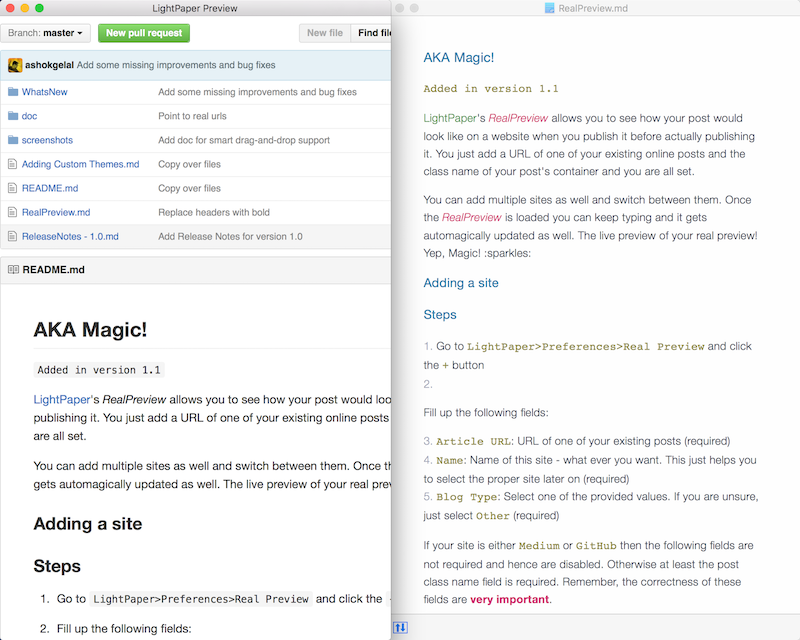 LightPaper Preview
Branch: master
New pull request
New file
Find file
ashokgelal Add some missing improvements and bug fixes
WhatsNew Add some missing improvements and bug fixes
doc Point to real urls
screenshots Add doc for smart drag-and-drop support
Adding Custom Themes.md Copy over files
README.md Copy over files
RealPreview.md Replace headers with bold
ReleaseNotes - 1.0.md Add Release Notes for version 1.0
README.md
AKA Magic!
Added in version 1.1
LightPaper's RealPreview allows you to see how your post would loo
publishing it. You just add a URL of one of your existing online posts
are all set.
You can add multiple sites as well and switch between them. Once th
gets automagically updated as well. The live preview of your real prev
Adding a site
Steps
1. Go to LightPaper>Preferences>Real Preview and click the
2. Fill up the following fields:
RealPreview.md
AKA Magic!
Added in version 1.1
LightPaper's RealPreview allows you to see how your post would
look like on a website when you publish it before actually publishing
it. You just add a URL of one of your existing online posts and the
class name of your post's container and you are all set.
You can add multiple sites as well and switch between them. Once
the RealPreview is loaded you can keep typing and it gets
automagically updated as well. The live preview of your real preview!
Yep, Magic! :sparkles:
Adding a site
Steps
1. Go to LightPaper>Preferences>Real Preview and click
the + button
2.
Fill up the following fields:
3. Article URL: URL of one of your existing posts (required)
4. Name: Name of this site - what ever you want. This just helps you
to select the proper site later on (required)
5. Blog Type: Select one of the provided values. If you are unsure,
just select Other (required)
If your site is either Medium or GitHub then the following fields are
not required and hence are disabled. Otherwise at least the post
class name field is required. Remember, the correctness of these
fields are very important.